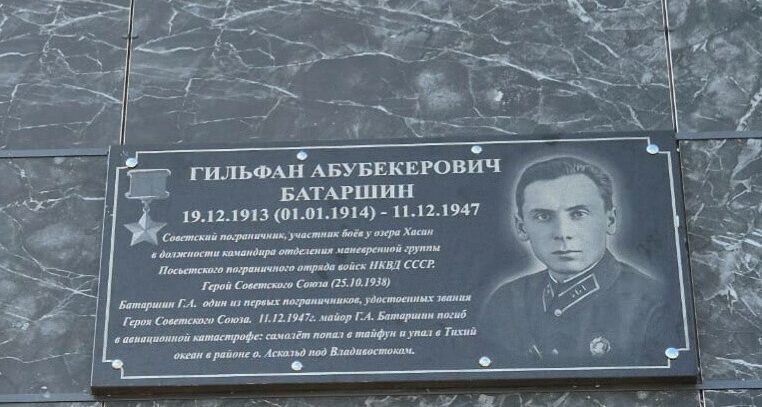 ГИЛЬФАН АБУБЕКЕРОВИЧ
БАТАРШИН
19.12.1913 (01.01.1914) - 11.12.1947
Советский пограничник, участник боёв у озера Хасан
в должности командира отделения маневренной группы
Посьетского пограничного отряда войск НКВД СССР.
Герой Советского Союза (25.10.1938)
Батаршин Г.А. один из первых пограничников, удостоенных звания
Героя Советского Союза. 11.12.1947г. майор Г.А. Батаршин погиб
в авиационной катастрофе: самолёт попал в тайфун и упал в Тихий
океан в районе о. Аскольд под Владивостоком.